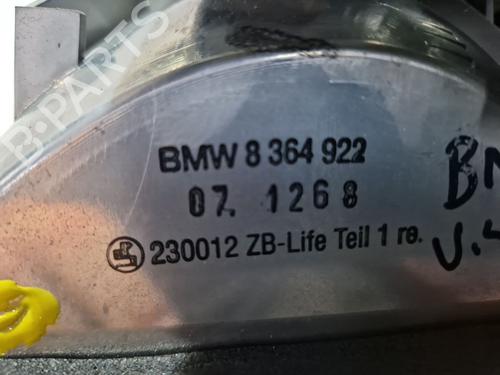 B-PARTS
BMW 8 364 922
07. 1268
230012 ZB-Life Teil 1 re.